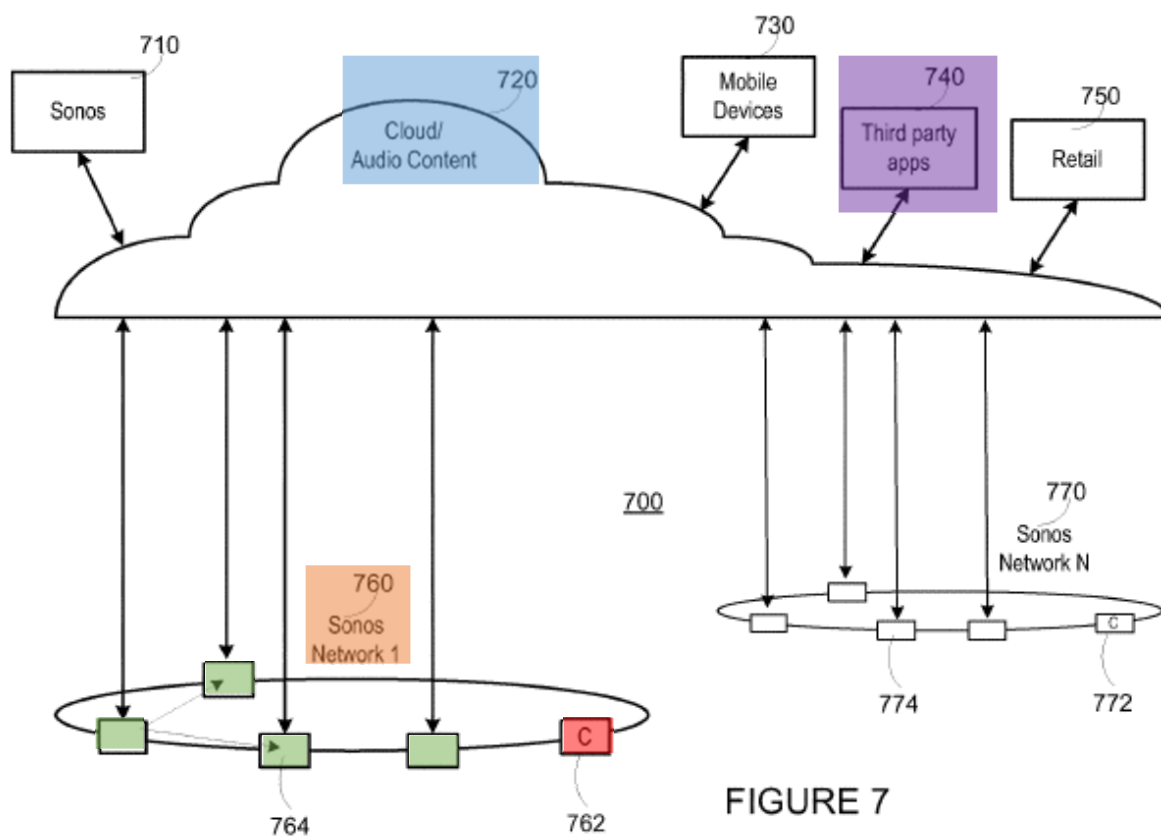 710
Sonos
720
Cloud/
Audio Content
730
Mobile
Devices
740
Third party
apps
750
Retail
700
770
Sonos
Network N
760
Sonos
Network 1
C
774
772
C
764
762
FIGURE 7